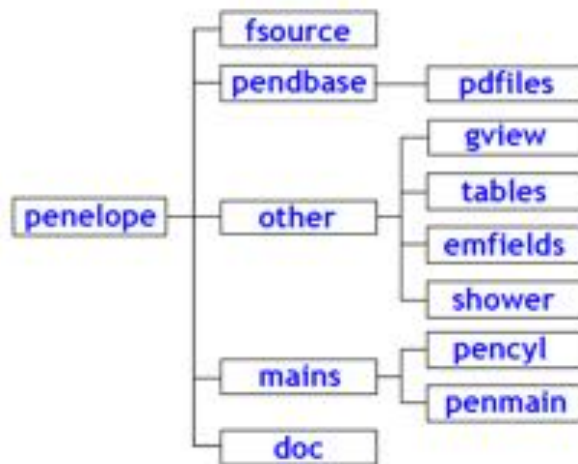 penelope
fsource
pendbase
pdfiles
other
gview
tables
emfields
shower
mains
pencyl
penmain
doc